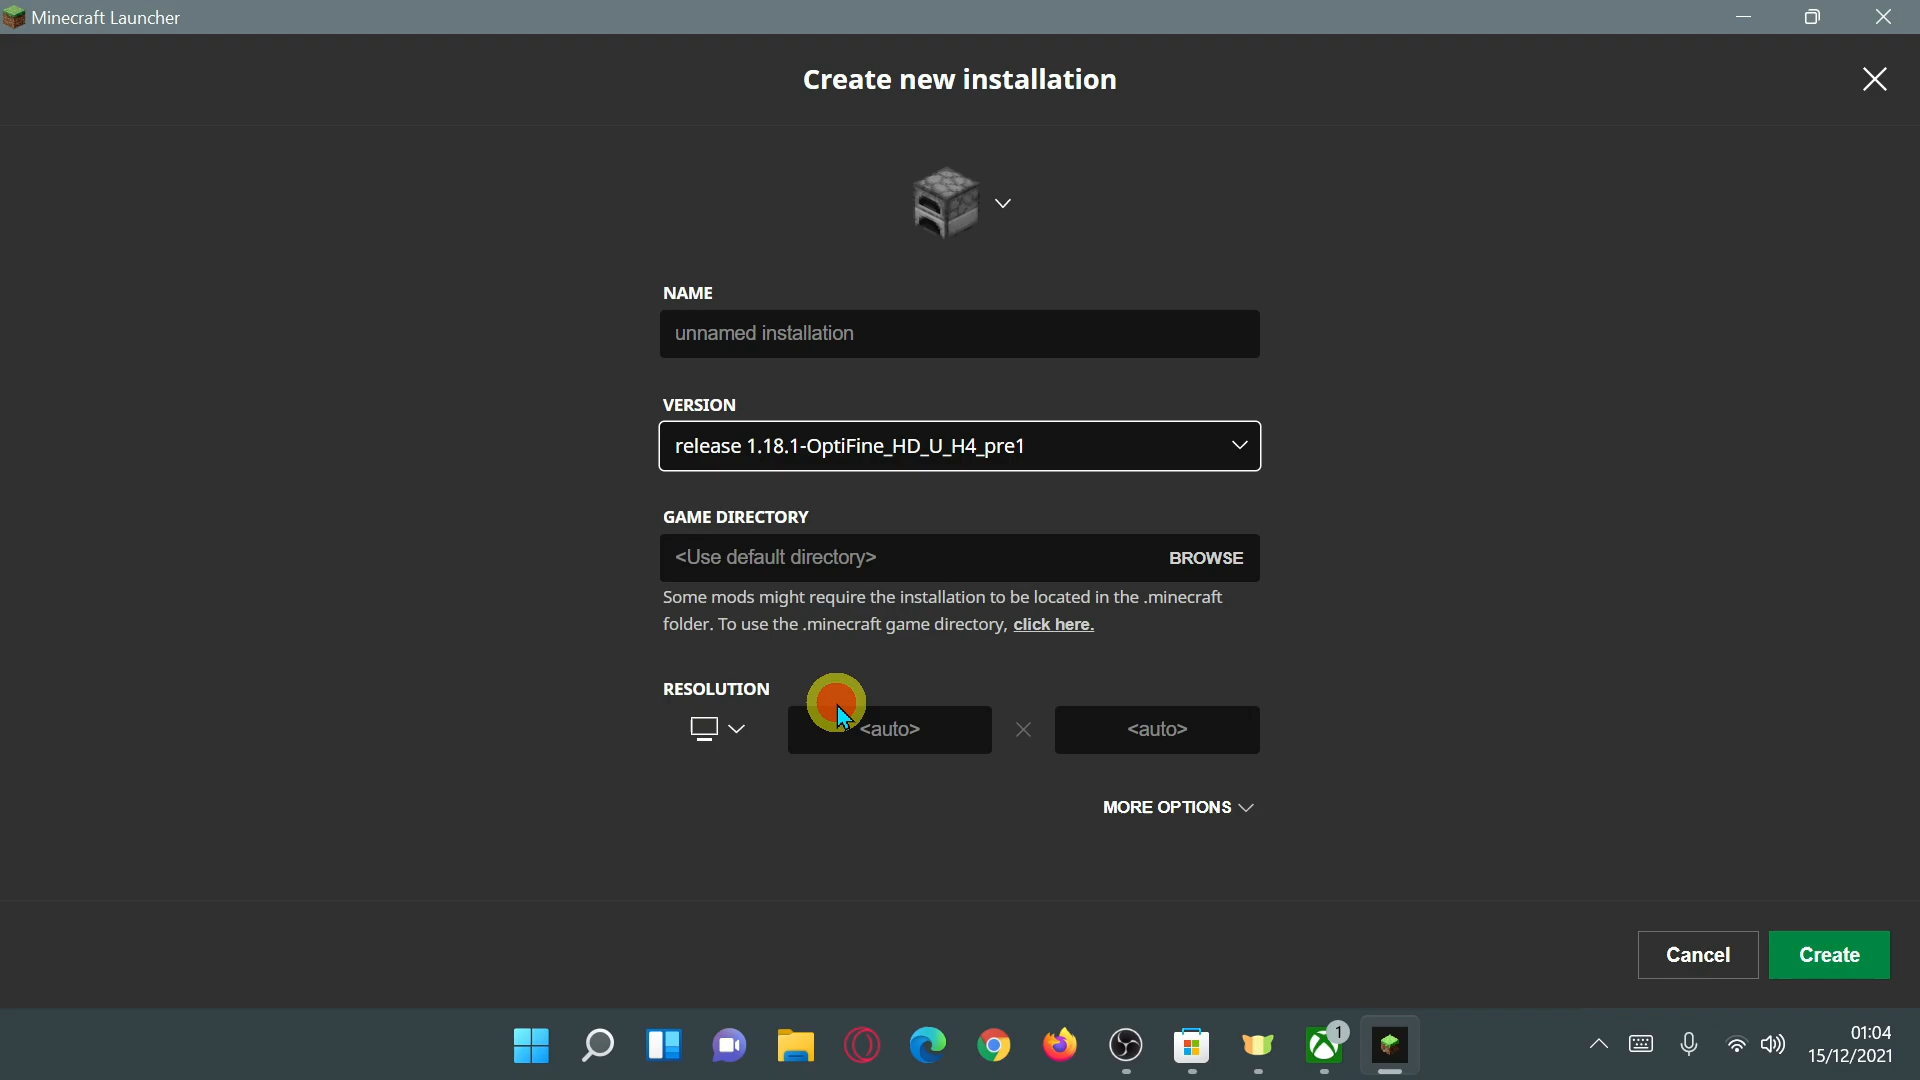 Minecraft Launcher
Create new installation
NAME
unnamed installation
VERSION
release 1.18.1-OptiFine_HD_U_H4_pre1
GAME DIRECTORY
<Use default directory>
BROWSE
Some mods might require the installation to be located in the .minecraft
folder. To use the .minecraft game directory, click here.
RESOLUTION
<auto>
<auto>
MORE OPTIONS
Cancel
Create
1
01:04
15/12/2021